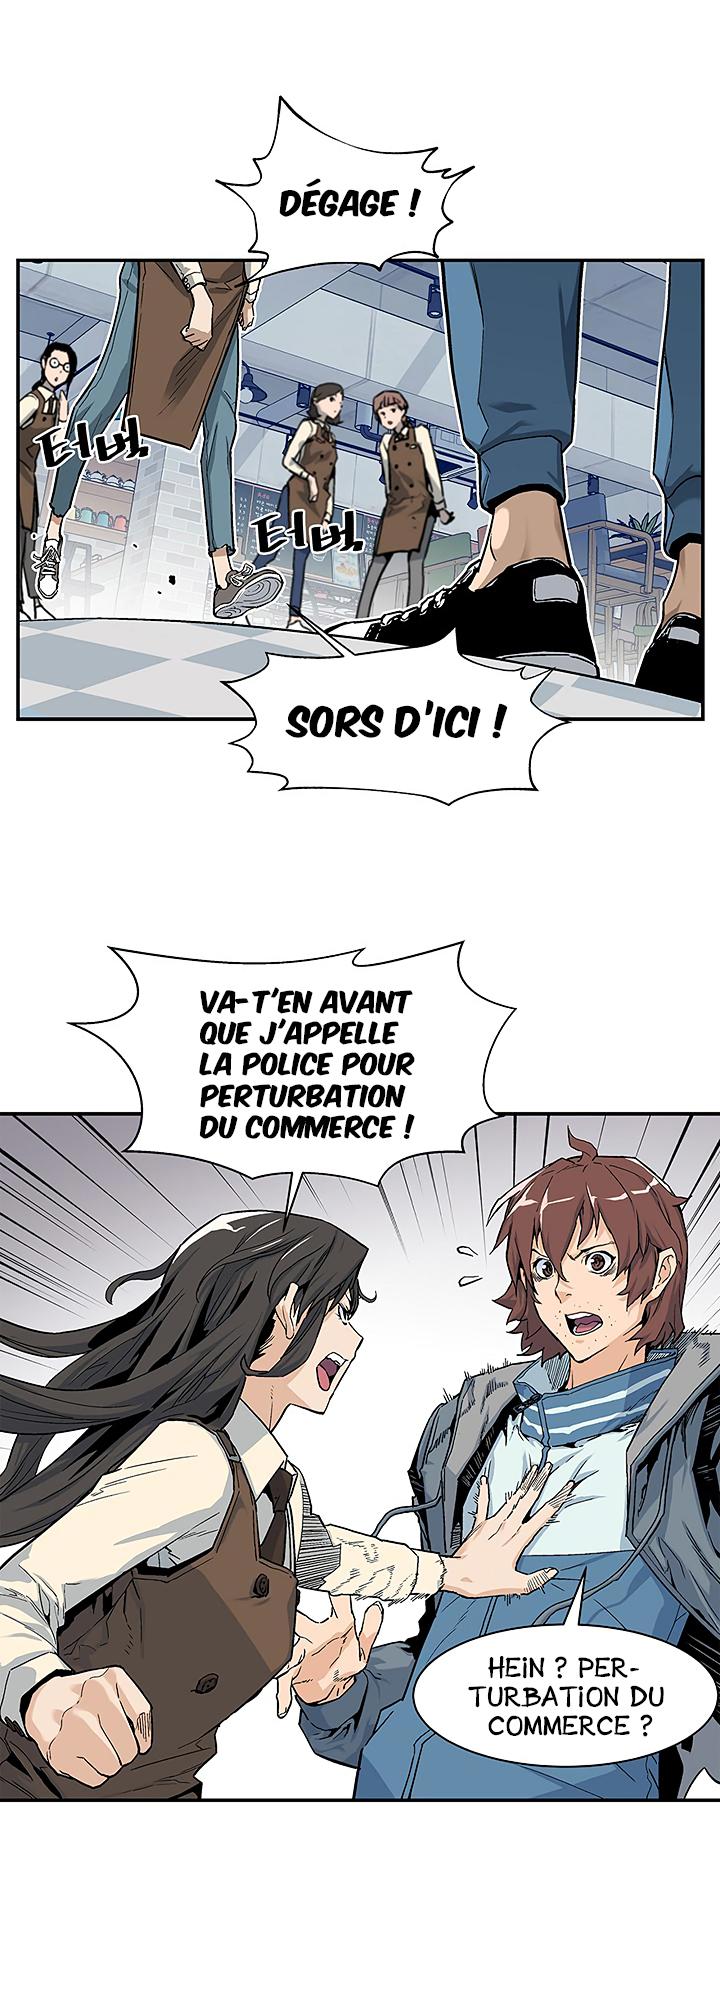 DÉGAGE !
터벅
터벅
SORS D'ICI !
VA-T'EN AVANT
QUE J'APPELLE
LA POLICE POUR
PERTURBATION
DU COMMERCE !
HEIN ? PER-
TURBATION DU
COMMERCE ?